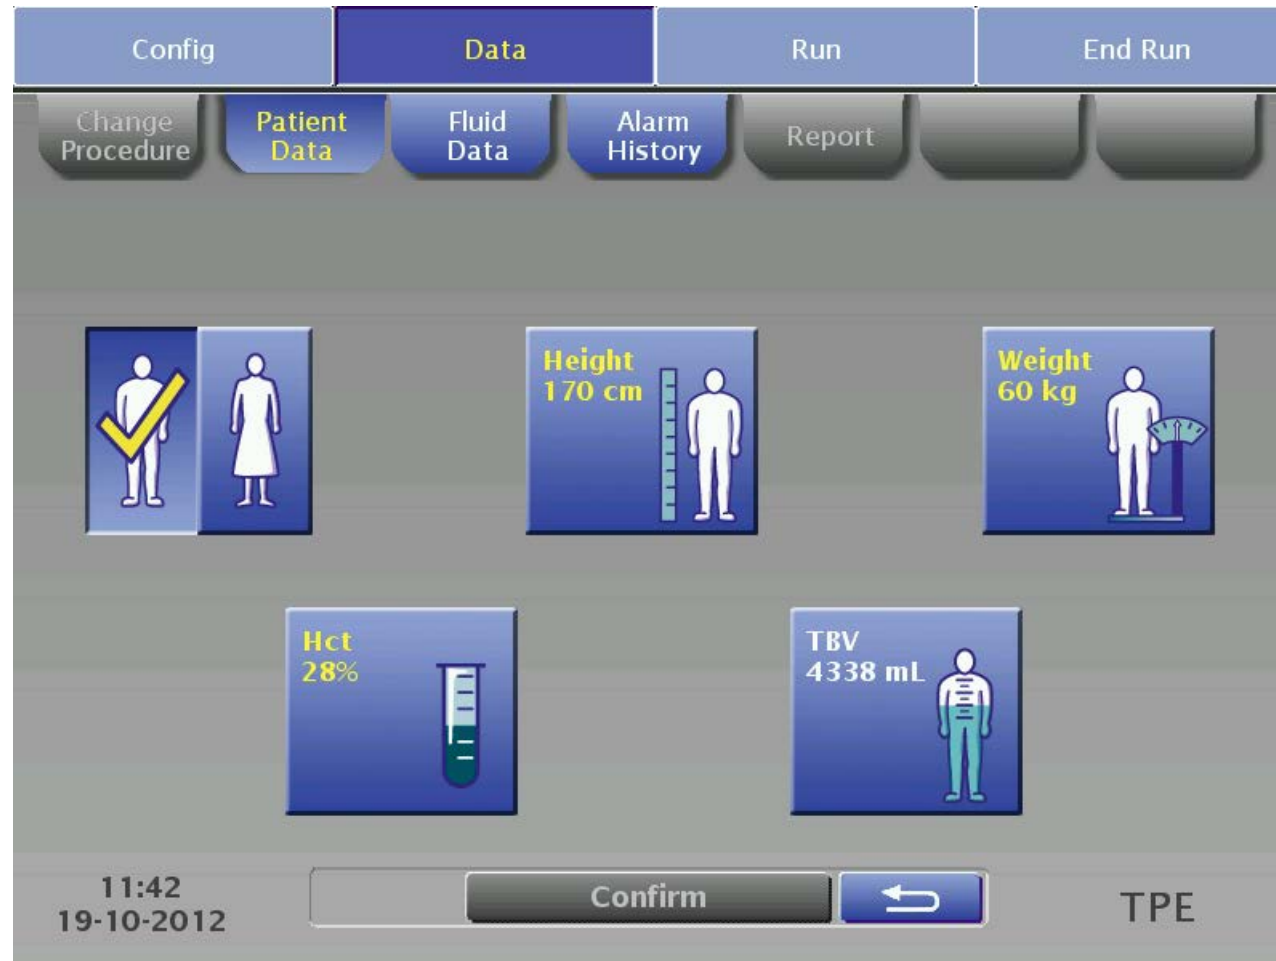 Config
Data
Run
End Run
Change
Procedure
Patient
Data
Fluid
Data
Alarm
History
Report
Height
170 cm
Weight
60 kg
Hct
28%
TBV
4338 mL
11:42
19-10-2012
Confirm
TPE